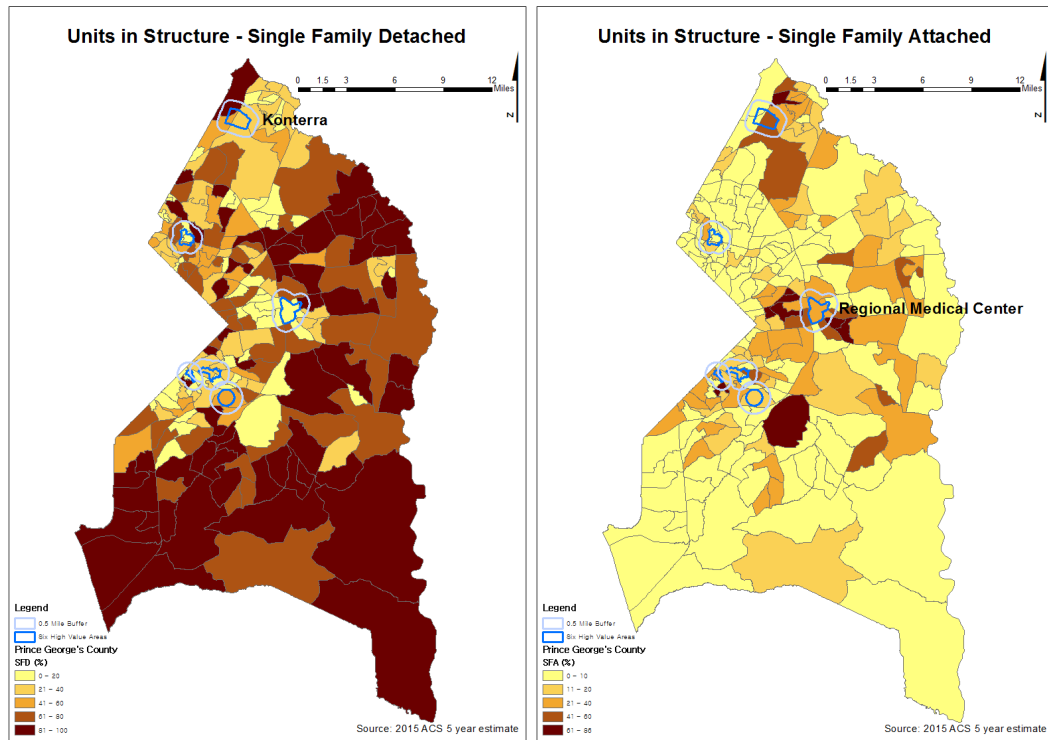 Units in Structure - Single Family Detached
0 1.5 3 6 9 12
Miles
N
Konterra
Legend
0.5 Mile Buffer
Six High Value Areas
Prince George's County
SFD (%)
0 - 20
21 - 40
41 - 60
61 - 80
81 - 100
Source: 2015 ACS 5 year estimate
Units in Structure - Single Family Attached
0 1.5 3 6 9 12
Miles
N
Regional Medical Center
Legend
0.5 Mile Buffer
Six High Value Areas
Prince George's County
SFA (%)
0 - 10
11 - 20
21 - 40
41 - 60
61 - 86
Source: 2015 ACS 5 year estimate